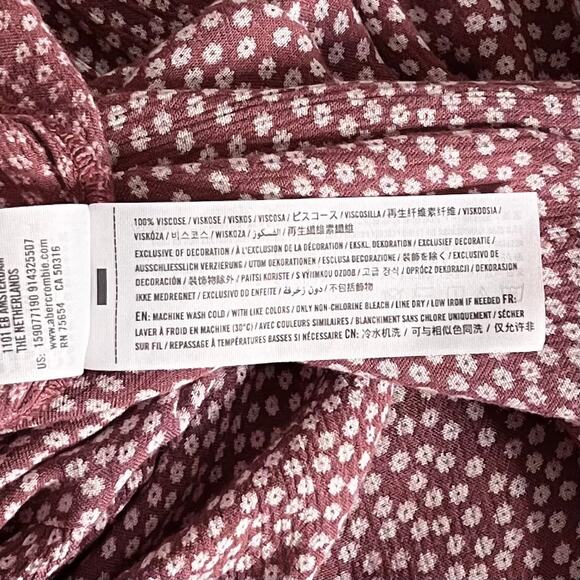 1101 EB AMSTERDAM
THE NETHERLANDS
US: 159077190 914325507
www.abercrombie.com
RN 75654 CA 50316
100% VISCOSE / VISKOSE / VISKOS / VISCOSA / ビスコース / VISCOSILLA / 再生纤维素纤维 / VISKOOSIA /
VISKÓZA / 비스코스 / WISKOZA / الفسكوز / 再生纖維素纖維
EXCLUSIVE OF DECORATION / À L'EXCLUSION DE LA DÉCORATION / EKSKL. DEKORATION / EXCLUSIEF DECORATIE /
AUSSCHLIESSLICH VERZIERUNG / UTOM DEKORATIONEN / ESCLUSA DECORAZIONE / 装飾を除く / EXCLUSIVO DE
DECORACIÓN / 装饰物除外 / PAITSI KORISTE / S VÝJIMKOU OZDOB / 고급 장식 / OPRÓCZ DEKORACJI / DEKORASJON
IKKE MEDREGNET / EXCLUSIVO DO ENFEITE / دون زخرفة / 不包括飾物
EN: MACHINE WASH COLD / WITH LIKE COLORS / ONLY NON-CHLORINE BLEACH / LINE DRY / LOW IRON IF NEEDED FR:
LAVER À FROID EN MACHINE (30°C) / AVEC COULEURS SIMILAIRES / BLANCHIMENT SANS CHLORE UNIQUEMENT / SÉCHER
SUR FIL / REPASSAGE À TEMPÉRATURE BASSES SI NÉCESSAIRE CN: 冷水机洗 / 可与相似色同洗 / 仅允许非